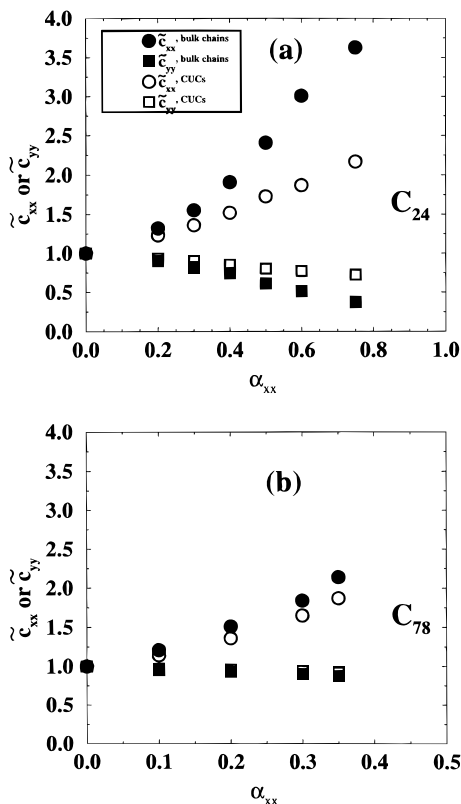 (a)
c̃xx, bulk chains
c̃yy, bulk chains
c̃xx, CUCs
c̃yy, CUCs
4.0
3.5
3.0
2.5
2.0
1.5
1.0
0.5
0.0
c̃xx or c̃yy
C24
0.0 0.2 0.4 0.6 0.8 1.0
αxx
(b)
4.0
3.5
3.0
2.5
2.0
1.5
1.0
0.5
0.0
c̃xx or c̃yy
C78
0.0 0.1 0.2 0.3 0.4 0.5
αxx